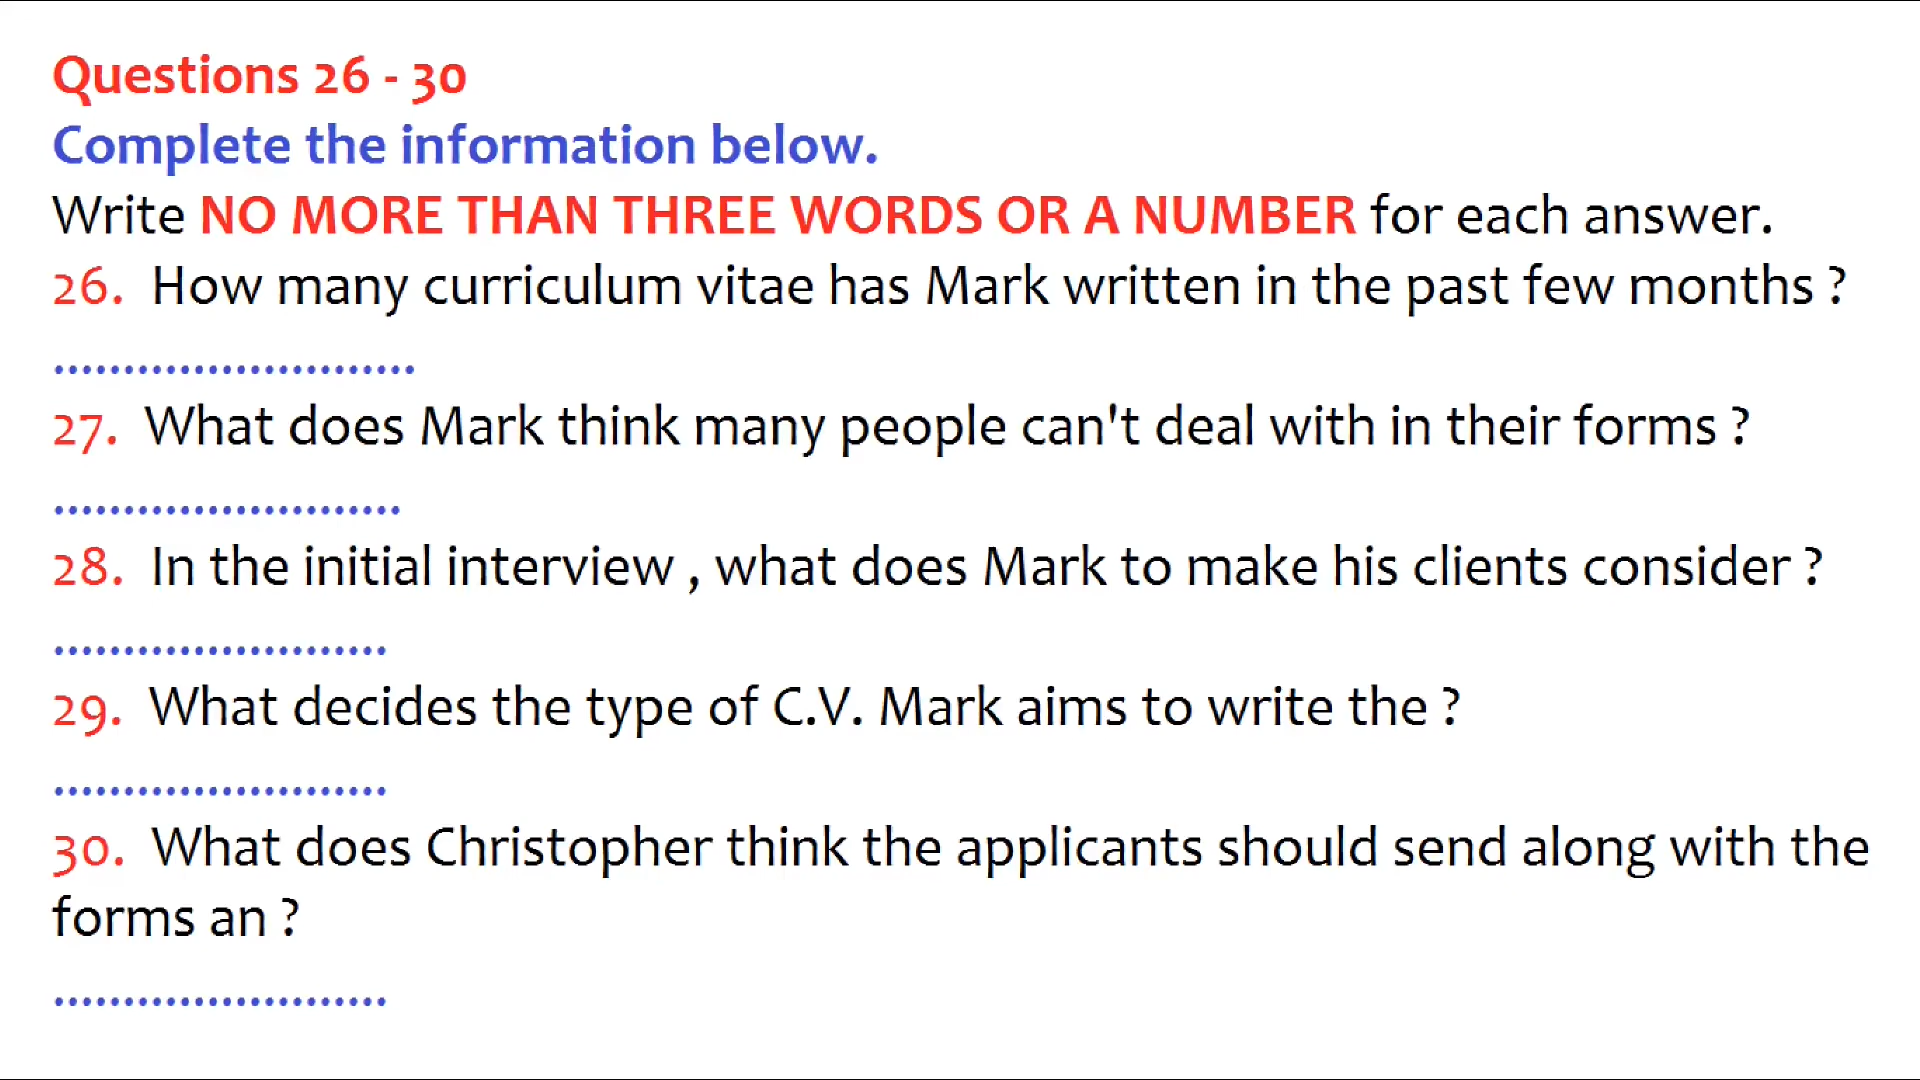 Questions 26 - 30
Complete the information below.
Write NO MORE THAN THREE WORDS OR A NUMBER for each answer.
26. How many curriculum vitae has Mark written in the past few months ?
..........................
27. What does Mark think many people can't deal with in their forms ?
.........................
28. In the initial interview , what does Mark to make his clients consider ?
........................
29. What decides the type of C.V. Mark aims to write the ?
........................
30. What does Christopher think the applicants should send along with the
forms an ?
........................